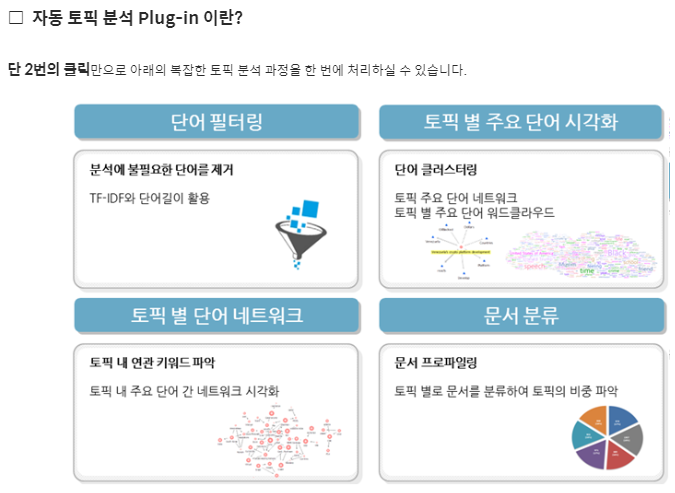 □ 자동 토픽 분석 Plug-in 이란?
단 2번의 클릭만으로 아래의 복잡한 토픽 분석 과정을 한 번에 처리하실 수 있습니다.
단어 필터링
분석에 불필요한 단어를 제거
TF-IDF와 단어길이 활용
토픽 별 주요 단어 시각화
단어 클러스터링
토픽 주요 단어 네트워크
토픽 별 주요 단어 워드클라우드
speech
time
토픽 별 단어 네트워크
토픽 내 연관 키워드 파악
토픽 내 주요 단어 간 네트워크 시각화
문서 분류
문서 프로파일링
토픽 별로 문서를 분류하여 토픽의 비중 파악